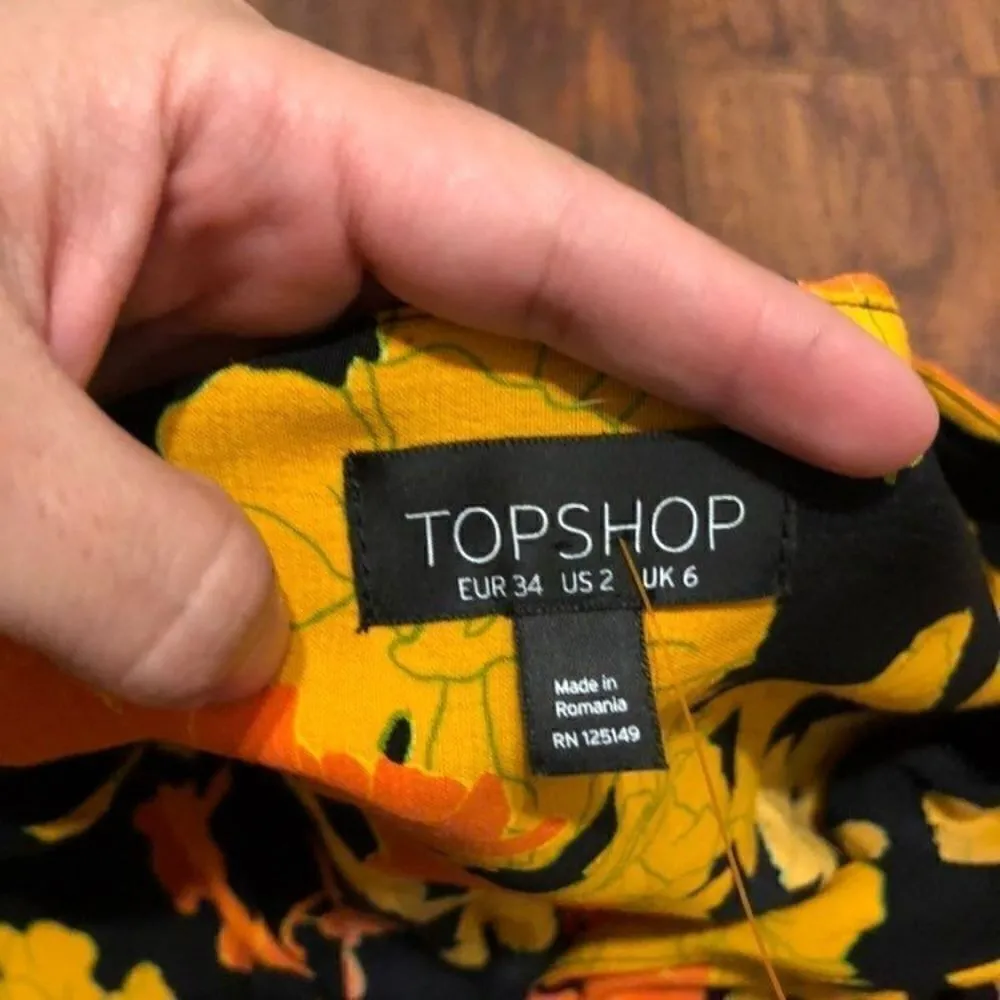 TOPSHOP
EUR 34 US 2 UK 6
Made in
Romania
RN 125149